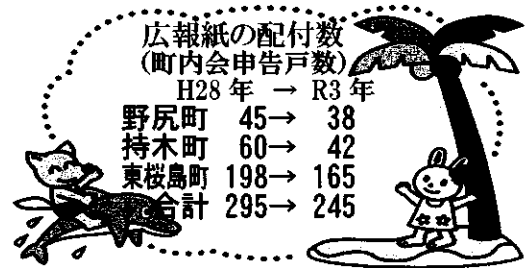 広報紙の配付数
(町内会申告戸数)
H28年 → R3年
野尻町 45→ 38
持木町 60→ 42
東桜島町 198→ 165
合計 295→ 245